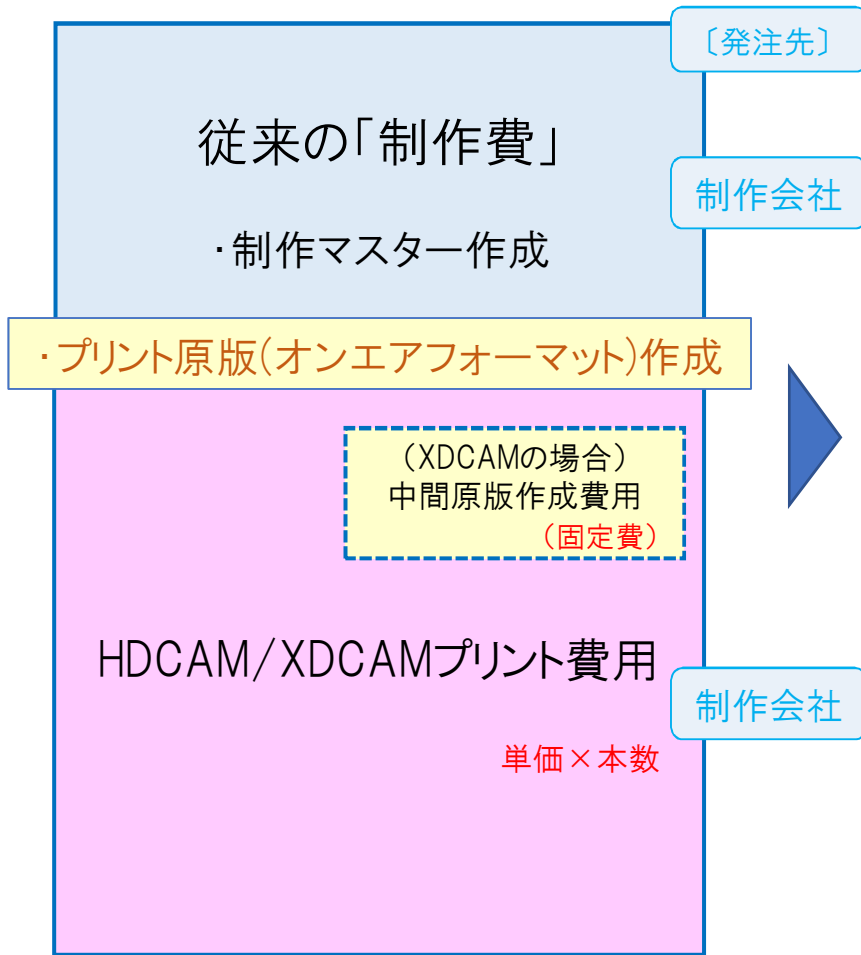 〔発注先〕
従来の「制作費」
制作会社
・制作マスター作成
・プリント原版(オンエアフォーマット)作成
（XDCAMの場合）
中間原版作成費用
（固定費）
HDCAM/XDCAMプリント費用
制作会社
単価×本数